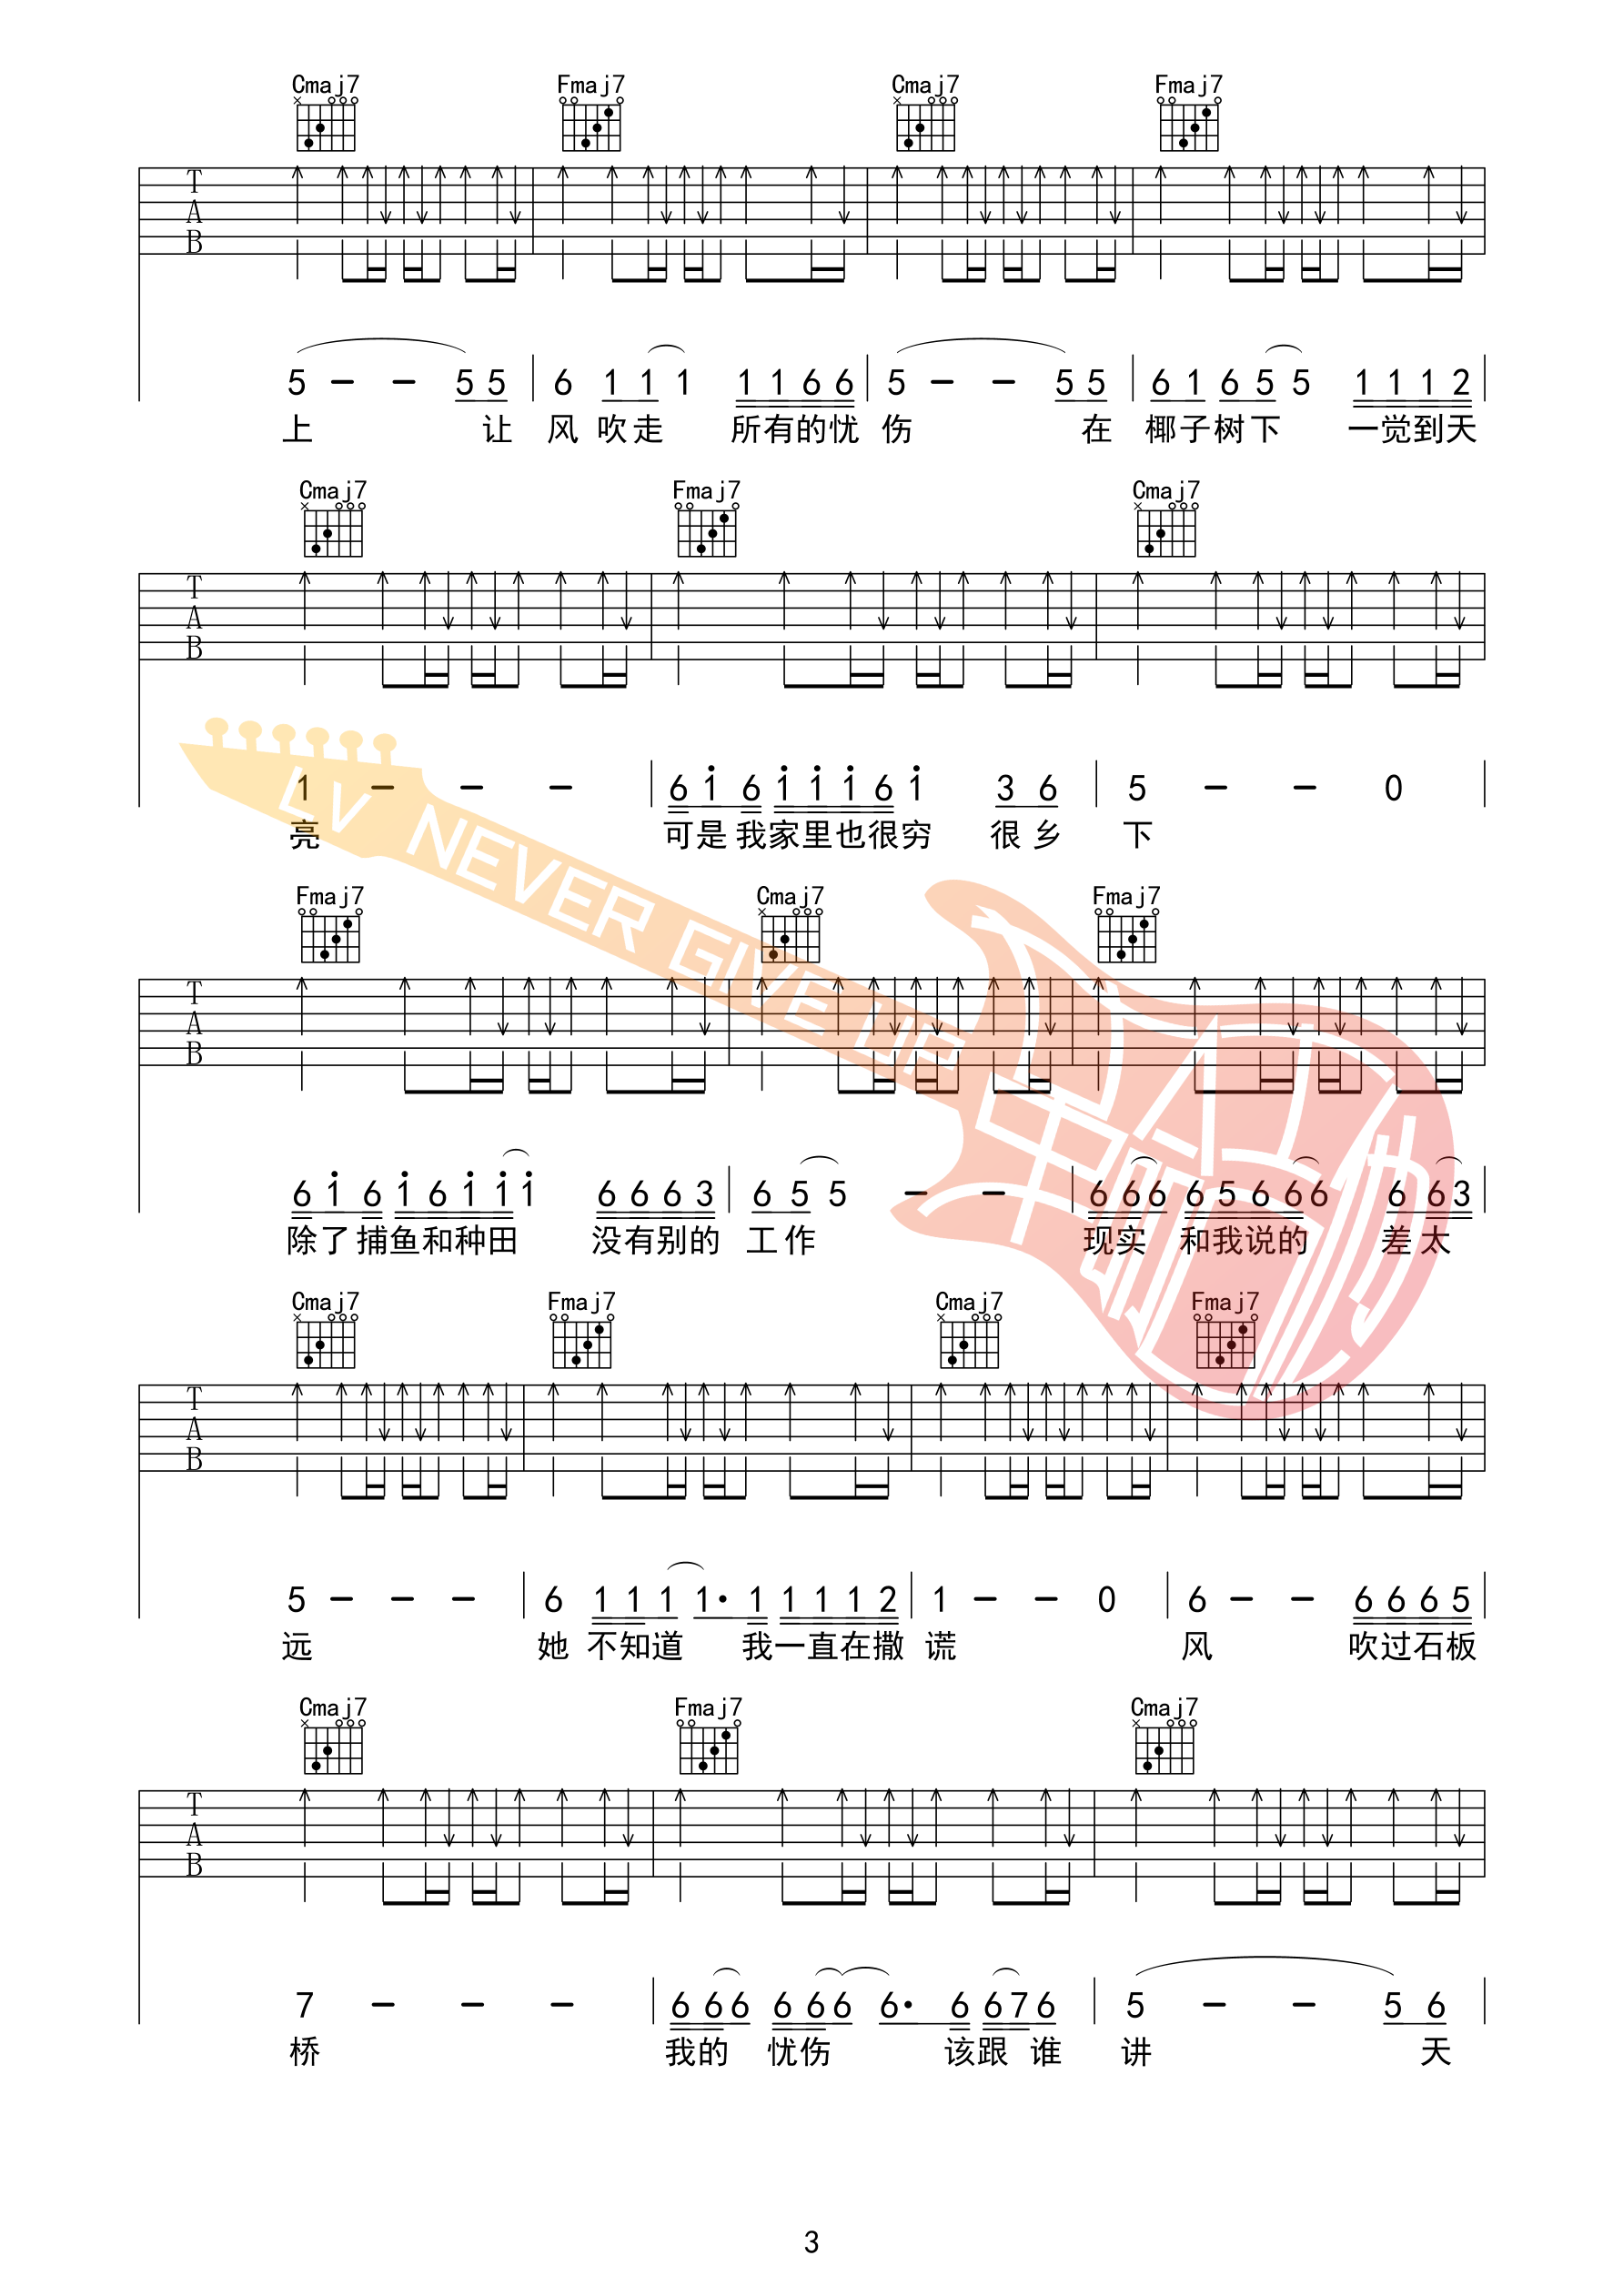 Cmaj7 Fmaj7 Cmaj7 Fmaj7
T
A
B
5 - - 5 5 | 6 1 1 1 1 1 6 6 | 5 - - 5 5 | 6 1 6 5 5 1 1 1 2 |
上 让 风 吹 走 所有的忧 伤 在 椰子树下 一觉到天
Cmaj7 Fmaj7 Cmaj7
T
A
B
1 - - - | 6 1 6 1 1 1 6 1 3 6 | 5 - - 0 |
亮 可是我家里也很穷 很乡 下
LV NEVER GIVE UP
Fmaj7 Cmaj7 Fmaj7
T
A
B
6 1 6 1 6 1 1 1 6 6 6 3 | 6 5 5 - - | 6 6 6 6 5 6 6 6 6 6 3 |
除了捕鱼和种田 没有别的 工作 现实 和我说的 差太
Cmaj7 Fmaj7 Cmaj7 Fmaj7
T
A
B
5 - - - | 6 1 1 1 1· 1 1 1 1 2 | 1 - - 0 | 6 - - 6 6 6 5 |
远 她 不知道 我一直在撒 谎 风 吹过石板
Cmaj7 Fmaj7 Cmaj7
T
A
B
7 - - - | 6 6 6 6 6 6 6· 6 6 7 6 | 5 - - 5 6 |
桥 我的 忧伤 该跟 谁 讲 天
3